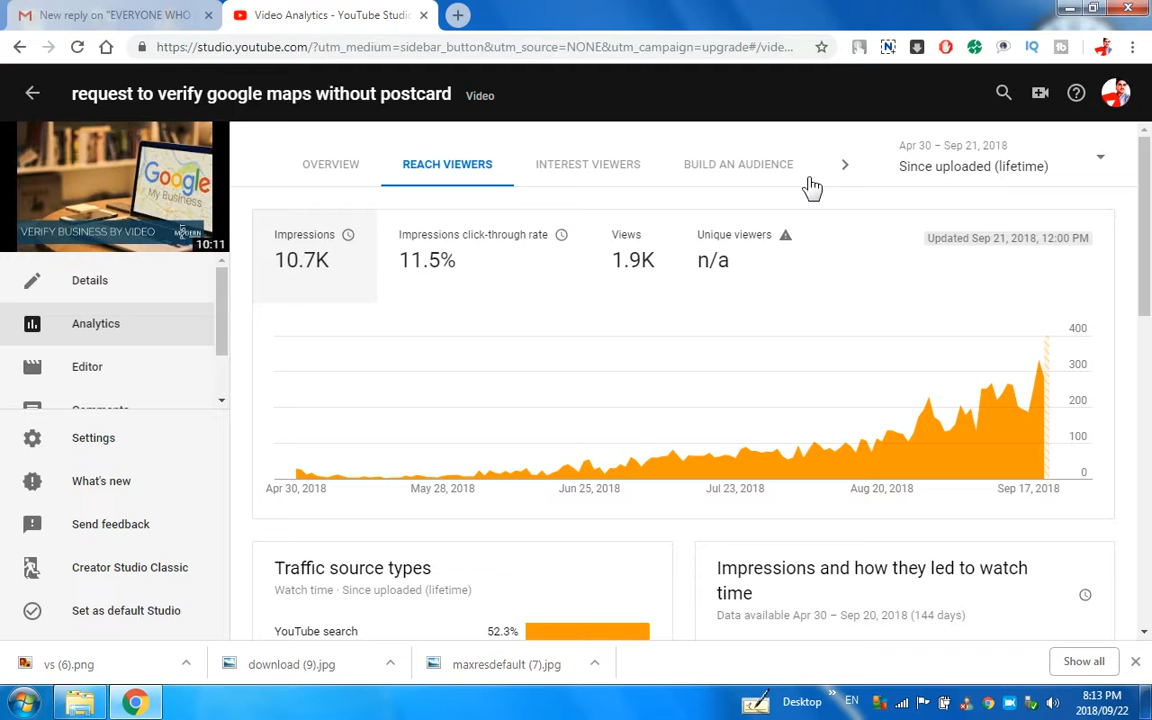 New reply on "EVERYONE WHO
Video Analytics - YouTube Studio
https://studio.youtube.com/?utm_medium=sidebar_button&utm_source=NONE&utm_campaign=upgrade#/vide...
request to verify google maps without postcard Video
Google
My Business
VERIFY BUSINESS BY VIDEO
10:11
OVERVIEW
REACH VIEWERS
INTEREST VIEWERS
BUILD AN AUDIENCE
Apr 30 – Sep 21, 2018
Since uploaded (lifetime)
Impressions
10.7K
Impressions click-through rate
11.5%
Views
1.9K
Unique viewers
n/a
Updated Sep 21, 2018, 12:00 PM
Details
Analytics
Editor
Comments
Settings
What's new
Send feedback
Creator Studio Classic
Set as default Studio
400
300
200
100
0
Apr 30, 2018
May 28, 2018
Jun 25, 2018
Jul 23, 2018
Aug 20, 2018
Sep 17, 2018
Traffic source types
Watch time · Since uploaded (lifetime)
YouTube search 52.3%
Impressions and how they led to watch
time
Data available Apr 30 – Sep 20, 2018 (144 days)
vs (6).png
download (9).jpg
maxresdefault (7).jpg
Show all
Desktop
EN
8:13 PM
2018/09/22